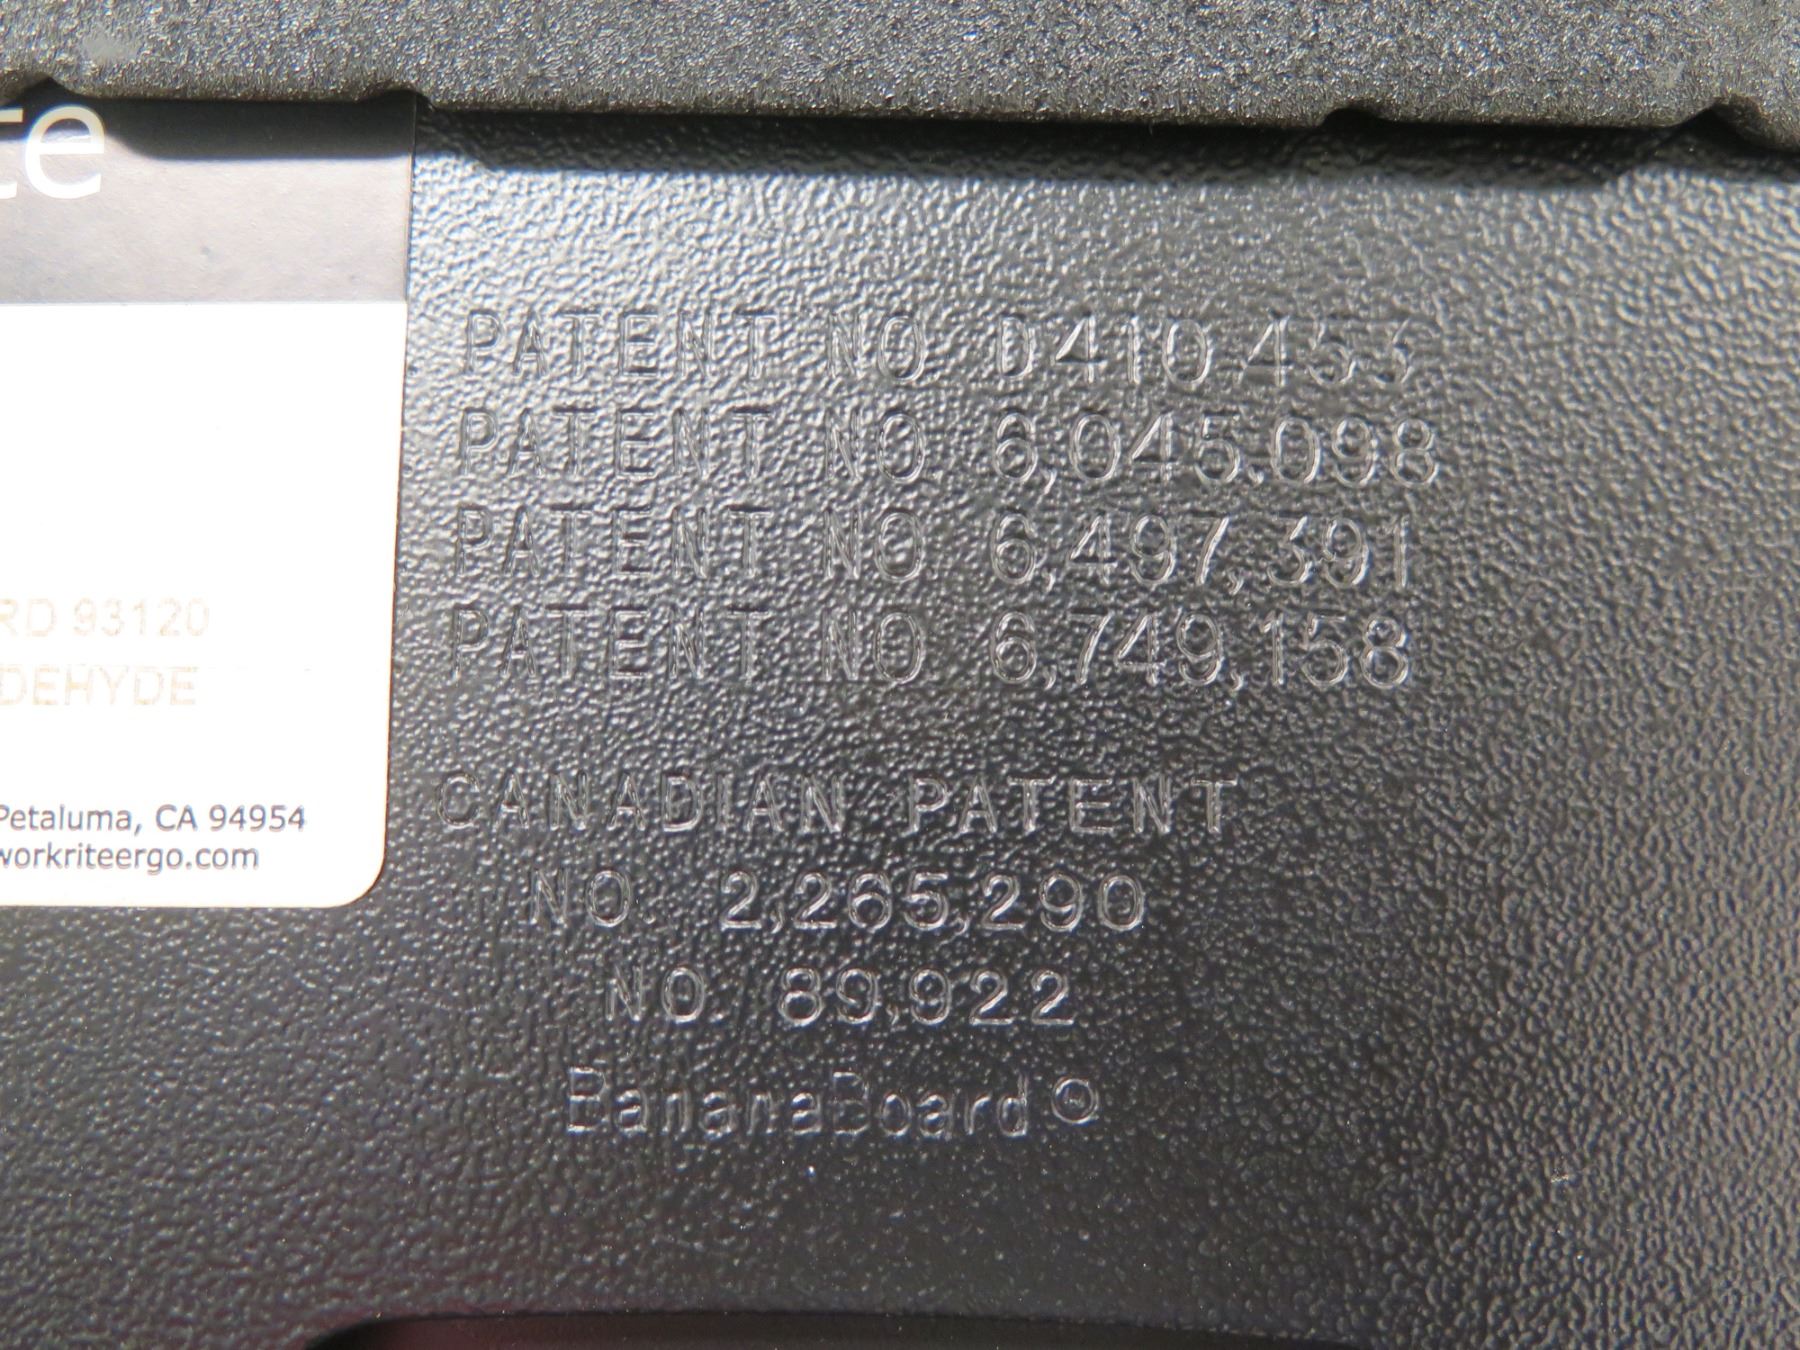 te
RD 93120
DEHYDE
Petaluma, CA 94954
workriteergo.com
PATENT NO D410,453
PATENT NO 6,045,098
PATENT NO 6,497,391
PATENT NO 6,749,158
CANADIAN PATENT
NO. 2,265,290
NO. 89,922
BananaBoard ©